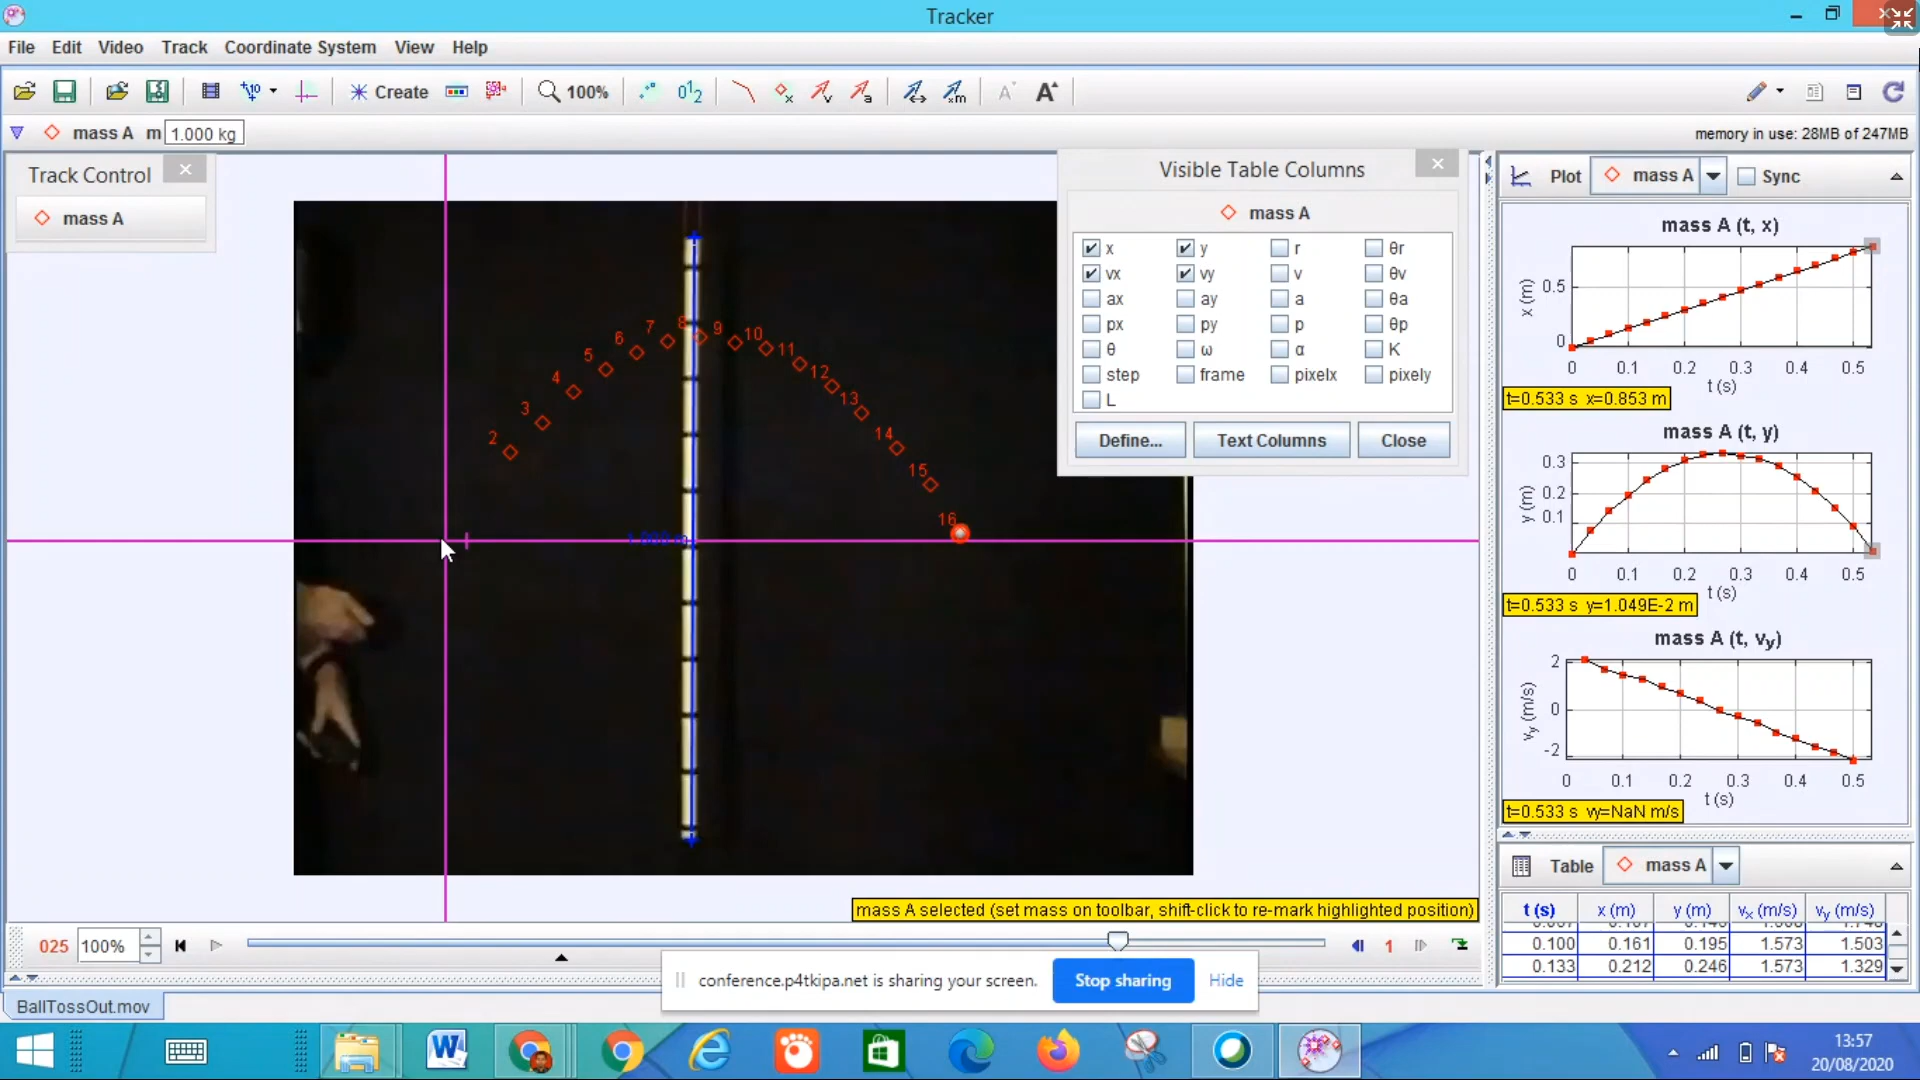 Tracker
File Edit Video Track Coordinate System View Help
Create 100%
mass A m 1.000 kg
memory in use: 28MB of 247MB
Track Control
mass A
2 3 4 5 6 7 8 9 10 11 12 13 14 15 16
Visible Table Columns
mass A
x y r θr
vx vy v θv
ax ay a θa
px py p θp
θ ω α K
step frame pixelx pixely
L
Define... Text Columns Close
Plot mass A Sync
mass A (t, x)
x (m)
0.5
0
0 0.1 0.2 0.3 0.4 0.5
t (s)
t=0.533 s x=0.853 m
mass A (t, y)
y (m)
0.3
0.2
0.1
0 0.1 0.2 0.3 0.4 0.5
t (s)
t=0.533 s y=1.049E-2 m
mass A (t, vy)
vy (m/s)
2
0
-2
0 0.1 0.2 0.3 0.4 0.5
t (s)
t=0.533 s vy=NaN m/s
Table mass A
t (s) x (m) y (m) vx (m/s) vy (m/s)
0.100 0.161 0.195 1.573 1.503
0.133 0.212 0.246 1.573 1.329
mass A selected (set mass on toolbar, shift-click to re-mark highlighted position)
025 100% 1
conference.p4tkipa.net is sharing your screen. Stop sharing Hide
BallTossOut.mov
13:57
20/08/2020